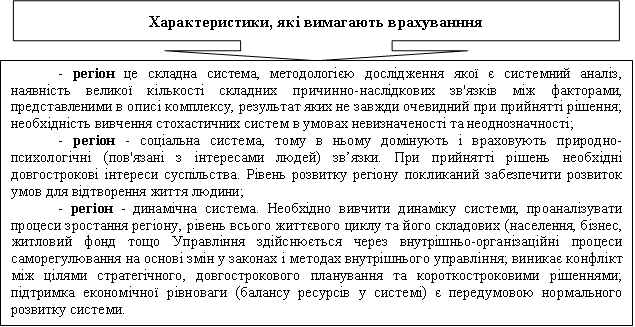 Характеристики, які вимагають врахуванння
- регіон це складна система, методологією дослідження якої є системний аналіз,
наявність великої кількості складних причинно-наслідкових зв'язків між факторами,
представленими в описі комплексу, результат яких не завжди очевидний при прийнятті рішення;
необхідність вивчення стохастичних систем в умовах невизначеності та неоднозначності;
- регіон - соціальна система, тому в ньому домінують і враховують природно-
психологічні (пов'язані з інтересами людей) зв’язки. При прийнятті рішень необхідні
довгострокові інтереси суспільства. Рівень розвитку регіону покликаний забезпечити розвиток
умов для відтворення життя людини;
- регіон - динамічна система. Необхідно вивчити динаміку системи, проаналізувати
процеси зростання регіону, рівень всього життєвого циклу та його складових (населення, бізнес,
житловий фонд тощо Управління здійснюється через внутрішньо-організаційні процеси
саморегулювання на основі змін у законах і методах внутрішнього управління; виникає конфлікт
між цілями стратегічного, довгострокового планування та короткостроковими рішеннями;
підтримка економічної рівноваги (балансу ресурсів у системі) є передумовою нормального
розвитку системи.